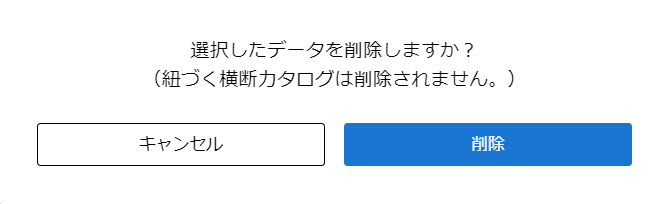 選択したデータを削除しますか？
（紐づく横断カタログは削除されません。）
キャンセル
削除